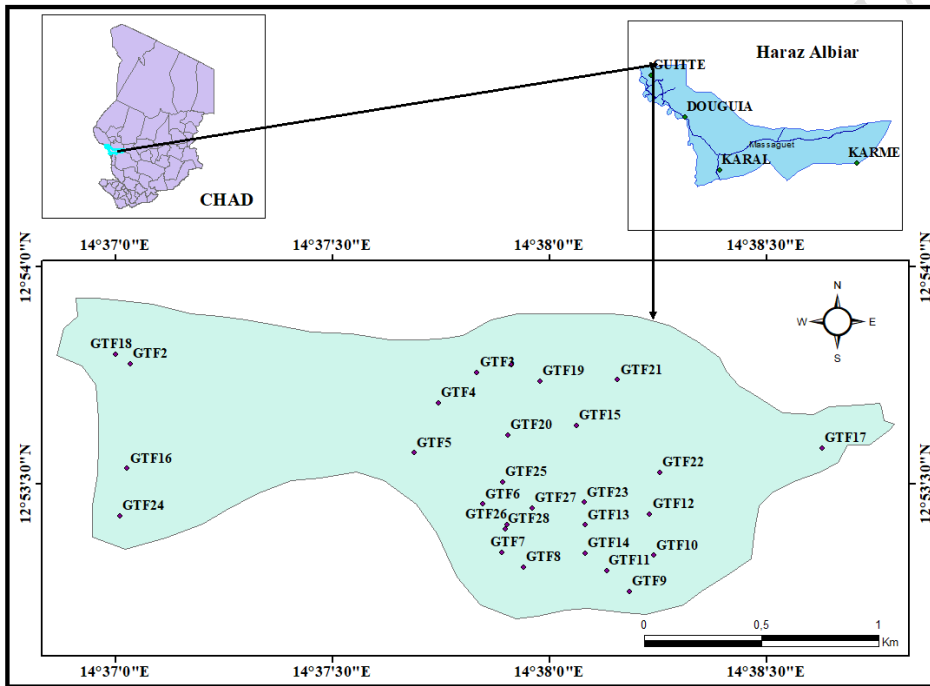 CHAD
Haraz Albiar
GUITTE
DOUGUIA
Massaguet
KARAL
KARME
14°37'0"E 14°37'30"E 14°38'0"E 14°38'30"E
12°54'0"N
12°53'30"N
12°54'0"N
12°53'30"N
N
W E
S
GTF18
GTF2
GTF3
GTF19
GTF21
GTF4
GTF20
GTF15
GTF5
GTF17
GTF16
GTF22
GTF25
GTF6
GTF27
GTF23
GTF24
GTF12
GTF26
GTF28
GTF13
GTF7
GTF14
GTF10
GTF8
GTF11
GTF9
0 0,5 1
Km
14°37'0"E 14°37'30"E 14°38'0"E 14°38'30"E